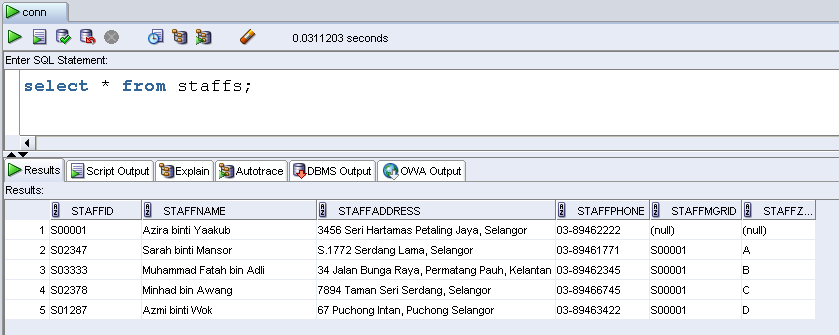 conn
0.0311203 seconds
Enter SQL Statement:
select * from staffs;
Results Script Output Explain Autotrace DBMS Output OWA Output
Results:
STAFFID STAFFNAME STAFFADDRESS STAFFPHONE STAFFMGRID STAFFZ...
1 S00001 Azira binti Yaakub 3456 Seri Hartamas Petaling Jaya, Selangor 03-89462222 (null) (null)
2 S02347 Sarah binti Mansor S.1772 Serdang Lama, Selangor 03-89461771 S00001 A
3 S03333 Muhammad Fatah bin Adli 34 Jalan Bunga Raya, Permatang Pauh, Kelantan 03-89462345 S00001 B
4 S02378 Minhad bin Awang 7894 Taman Seri Serdang, Selangor 03-89466745 S00001 C
5 S01287 Azmi binti Wok 67 Puchong Intan, Puchong Selangor 03-89463422 S00001 D